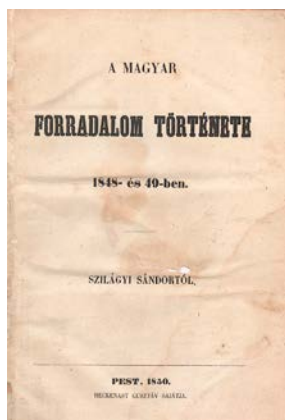 A MAGYAR
FORRADALOM TÖRTÉNETE
1848- és 49-ben.
SZILÁGYI SÁNDORTÓL.
PEST, 1850.
HECKENAST GUSZTÁV SAJÁTJA.